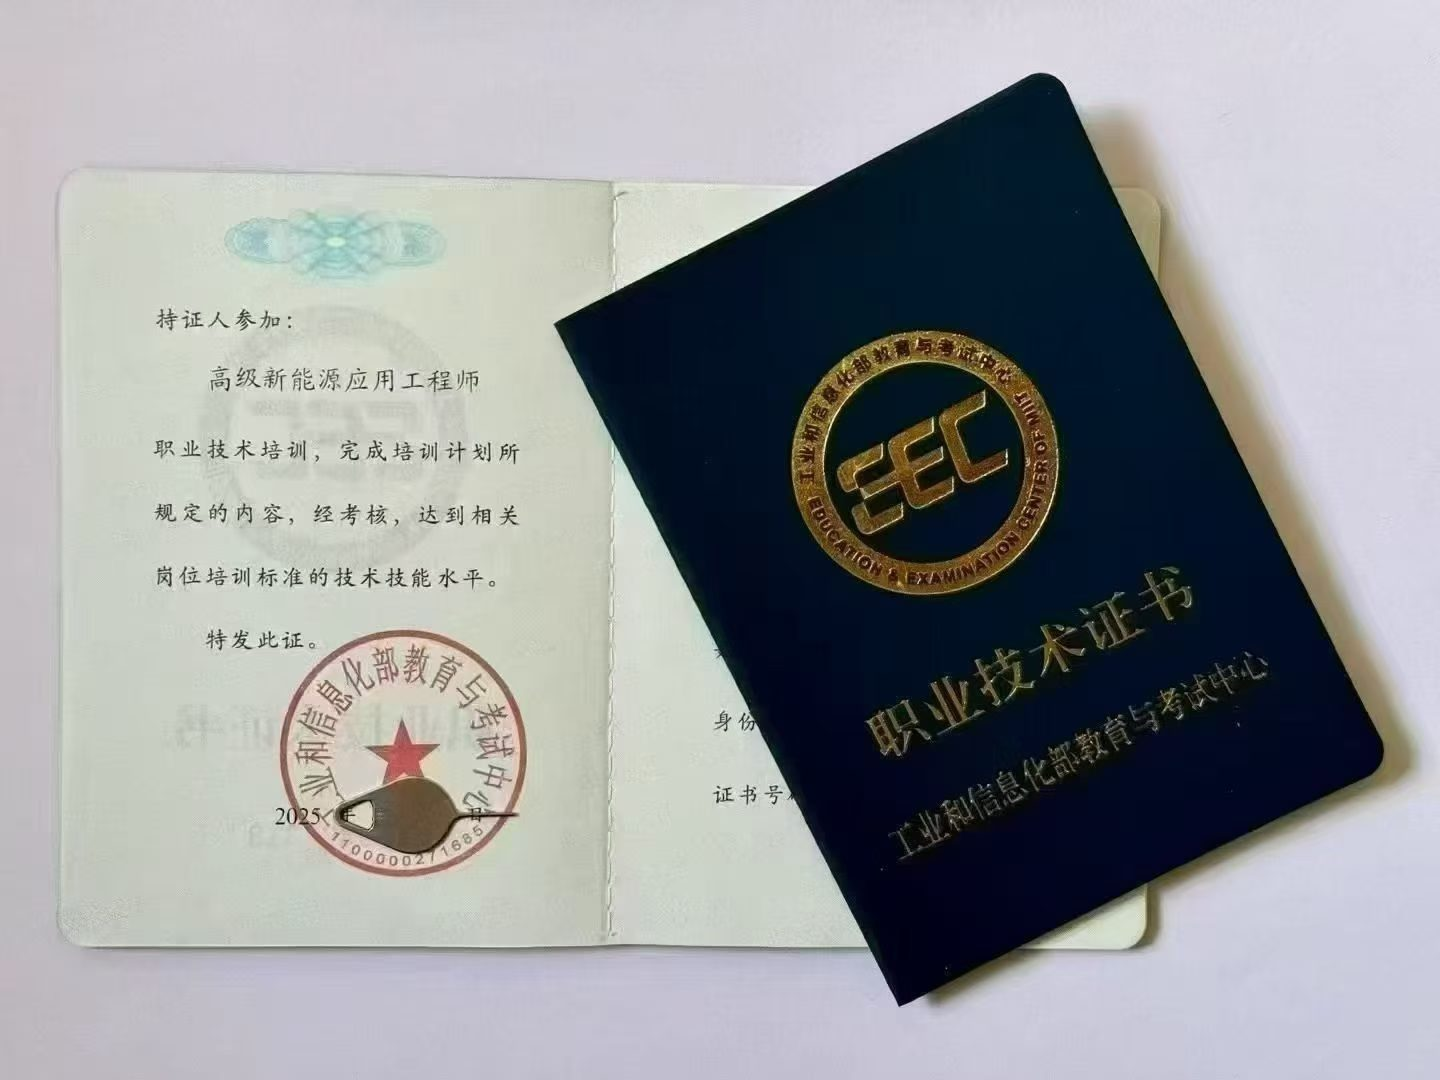 持证人参加：
高级新能源应用工程师
职业技术培训，完成培训计划所
规定的内容，经考核，达到相关
岗位培训标准的技术技能水平。
特发此证。
工业和信息化部教育与考试中心
2025 年 月
1100000271685
身份
证书号
工业和信息化部教育与考试中心
EEC
EDUCATION & EXAMINATION CENTER OF MIIT
职业技术证书
工业和信息化部教育与考试中心